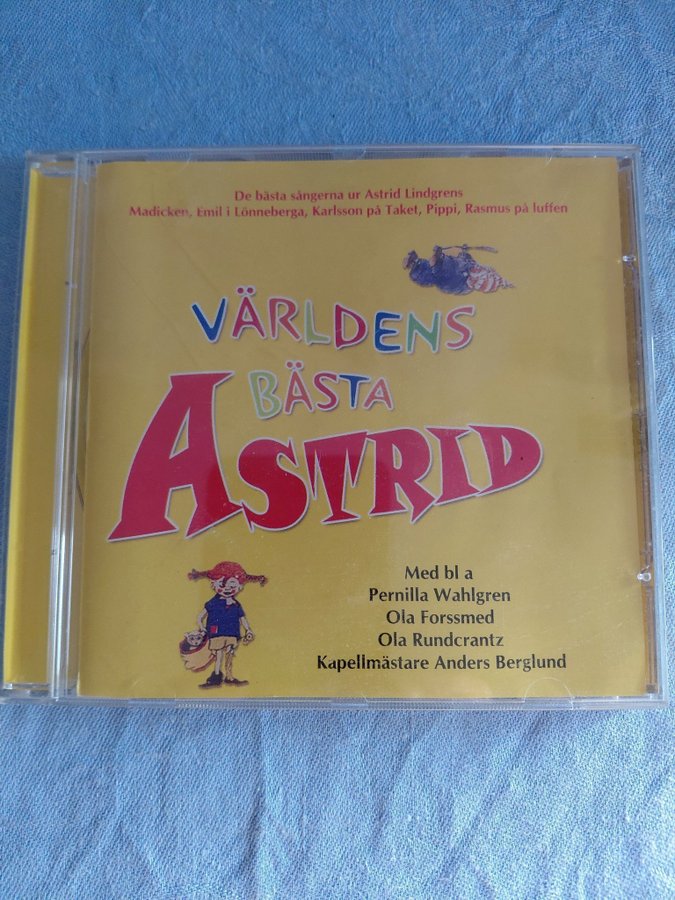 De bästa sångerna ur Astrid Lindgrens
Madicken, Emil i Lönneberga, Karlsson på Taket, Pippi, Rasmus på luffen
VÄRLDENS
BÄSTA
ASTRID
Med bl a
Pernilla Wahlgren
Ola Forssmed
Ola Rundcrantz
Kapellmästare Anders Berglund